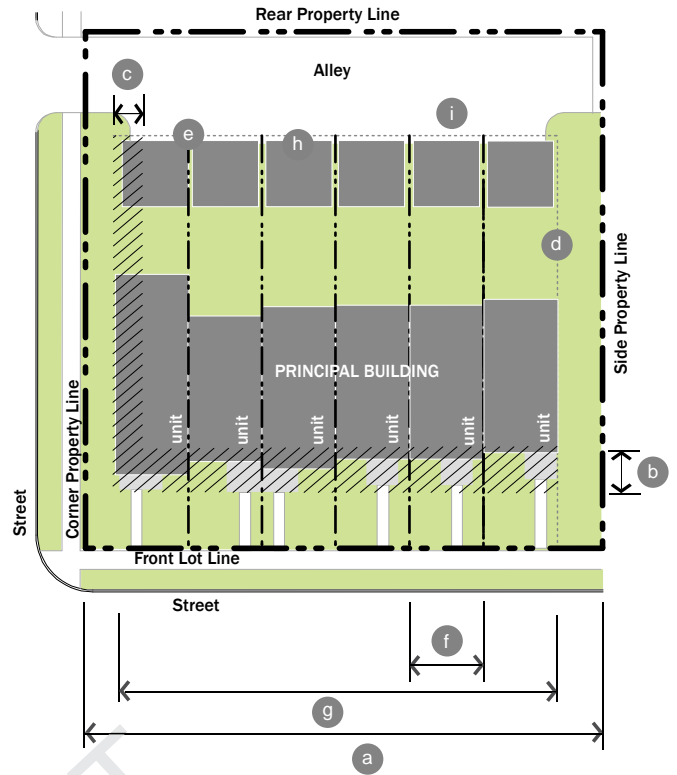 Rear Property Line
Alley
c
i
e
h
d
Side Property Line
PRINCIPAL BUILDING
unit
unit
unit
unit
unit
unit
b
Corner Property Line
Street
Front Lot Line
Street
f
g
a